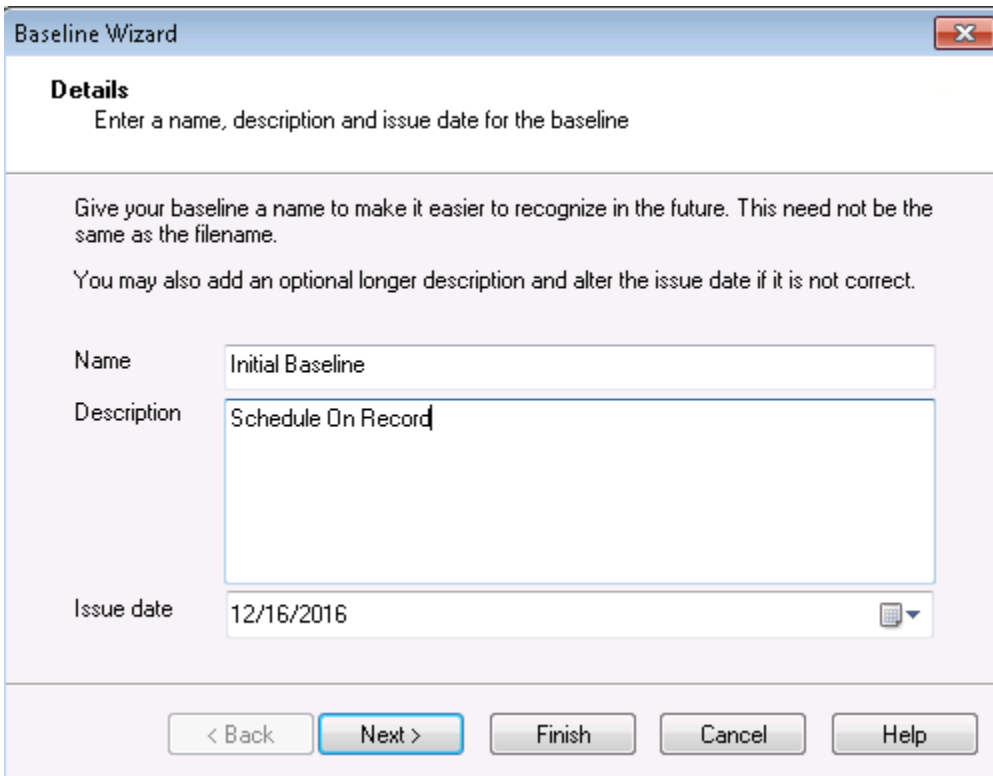 Baseline Wizard
Details
Enter a name, description and issue date for the baseline
Give your baseline a name to make it easier to recognize in the future. This need not be the
same as the filename.
You may also add an optional longer description and alter the issue date if it is not correct.
Name
Initial Baseline
Description
Schedule On Record
Issue date
12/16/2016
< Back
Next >
Finish
Cancel
Help